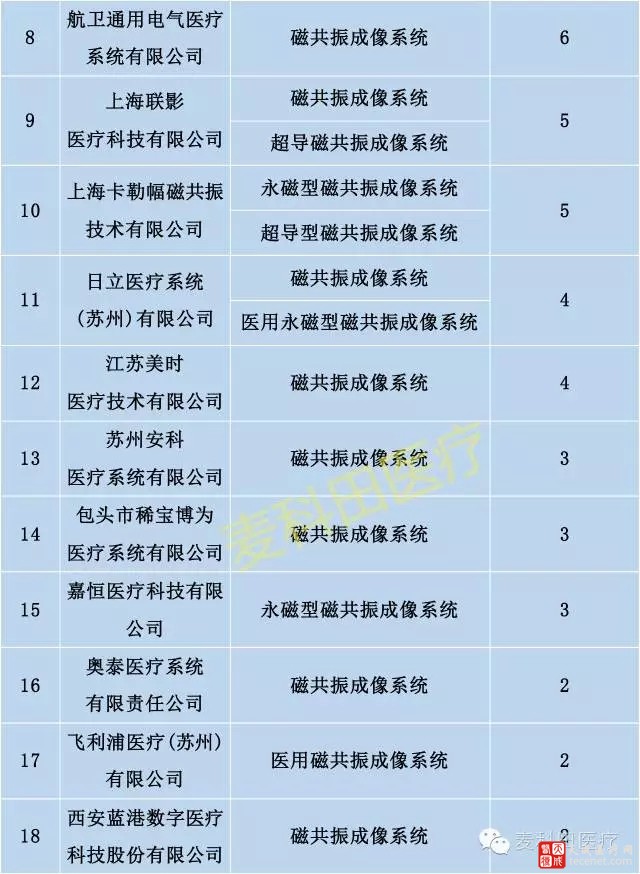 8
航卫通用电气医疗
系统有限公司
磁共振成像系统
6
9
上海联影
医疗科技有限公司
磁共振成像系统
超导磁共振成像系统
5
10
上海卡勒幅磁共振
技术有限公司
永磁型磁共振成像系统
超导型磁共振成像系统
5
11
日立医疗系统
(苏州)有限公司
磁共振成像系统
医用永磁型磁共振成像系统
4
12
江苏美时
医疗技术有限公司
磁共振成像系统
4
13
苏州安科
医疗系统有限公司
磁共振成像系统
3
14
包头市稀宝博为
医疗系统有限公司
磁共振成像系统
3
15
嘉恒医疗科技有限
公司
永磁型磁共振成像系统
3
16
奥泰医疗系统
有限责任公司
磁共振成像系统
2
17
飞利浦医疗(苏州)
有限公司
医用磁共振成像系统
2
18
西安蓝港数字医疗
科技股份有限公司
磁共振成像系统
2
麦科田医疗
麦科田医疗